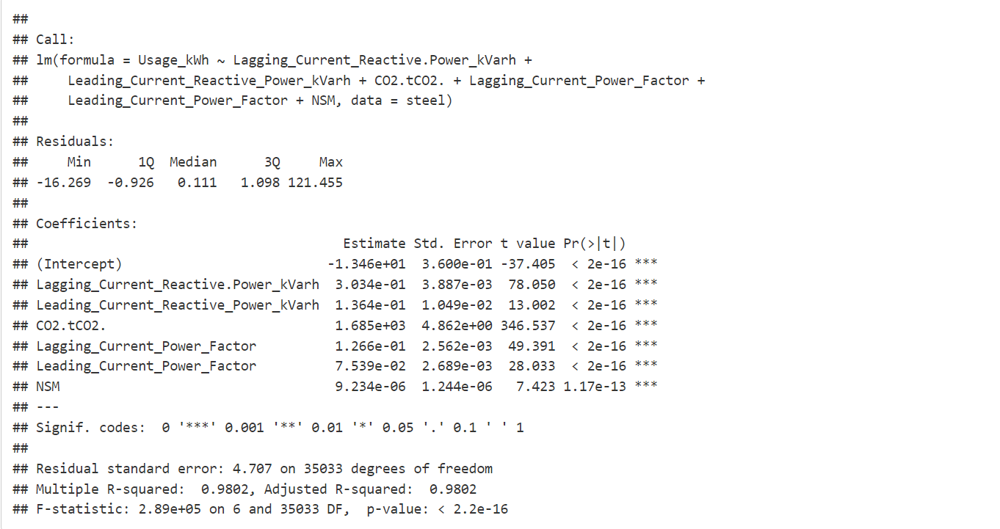 ##
## Call:
## lm(formula = Usage_kWh ~ Lagging_Current_Reactive.Power_kVarh +
##     Leading_Current_Reactive_Power_kVarh + CO2.tCO2. + Lagging_Current_Power_Factor +
##     Leading_Current_Power_Factor + NSM, data = steel)
##
## Residuals:
##     Min      1Q  Median      3Q     Max
## -16.269  -0.926   0.111   1.098 121.455
##
## Coefficients:
##                                        Estimate Std. Error t value Pr(>|t|)
## (Intercept)                          -1.346e+01  3.600e-01 -37.405  < 2e-16 ***
## Lagging_Current_Reactive.Power_kVarh  3.034e-01  3.887e-03  78.050  < 2e-16 ***
## Leading_Current_Reactive_Power_kVarh  1.364e-01  1.049e-02  13.002  < 2e-16 ***
## CO2.tCO2.                             1.685e+03  4.862e+00 346.537  < 2e-16 ***
## Lagging_Current_Power_Factor          1.266e-01  2.562e-03  49.391  < 2e-16 ***
## Leading_Current_Power_Factor          7.539e-02  2.689e-03  28.033  < 2e-16 ***
## NSM                                   9.234e-06  1.244e-06   7.423 1.17e-13 ***
## ---
## Signif. codes:  0 '***' 0.001 '**' 0.01 '*' 0.05 '.' 0.1 ' ' 1
##
## Residual standard error: 4.707 on 35033 degrees of freedom
## Multiple R-squared:  0.9802, Adjusted R-squared:  0.9802
## F-statistic: 2.89e+05 on 6 and 35033 DF,  p-value: < 2.2e-16